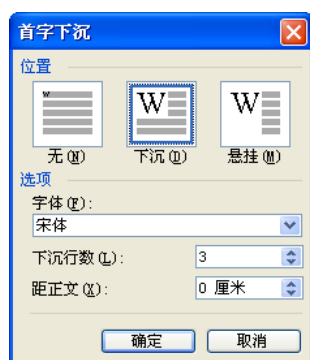 首字下沉
位置
W W W
无(N) 下沉(D) 悬挂(M)
选项
字体(F):
宋体
下沉行数(L): 3
距正文(X): 0 厘米
确定 取消